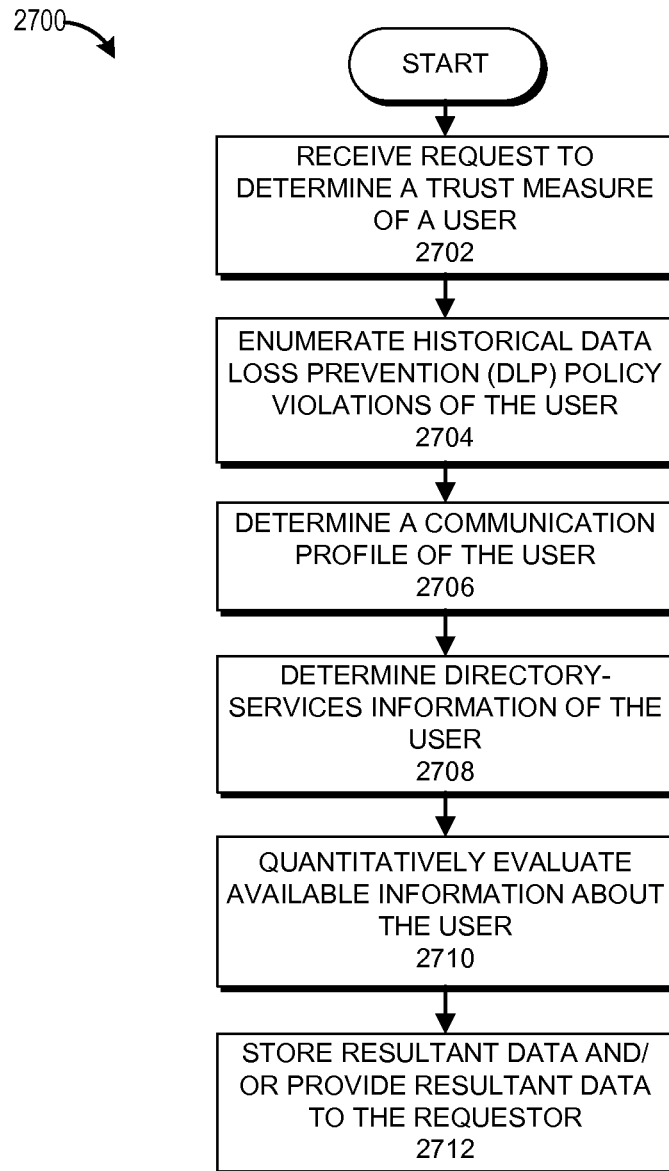 2700
START
RECEIVE REQUEST TO
DETERMINE A TRUST MEASURE
OF A USER
2702
ENUMERATE HISTORICAL DATA
LOSS PREVENTION (DLP) POLICY
VIOLATIONS OF THE USER
2704
DETERMINE A COMMUNICATION
PROFILE OF THE USER
2706
DETERMINE DIRECTORY-
SERVICES INFORMATION OF THE
USER
2708
QUANTITATIVELY EVALUATE
AVAILABLE INFORMATION ABOUT
THE USER
2710
STORE RESULTANT DATA AND/
OR PROVIDE RESULTANT DATA
TO THE REQUESTOR
2712